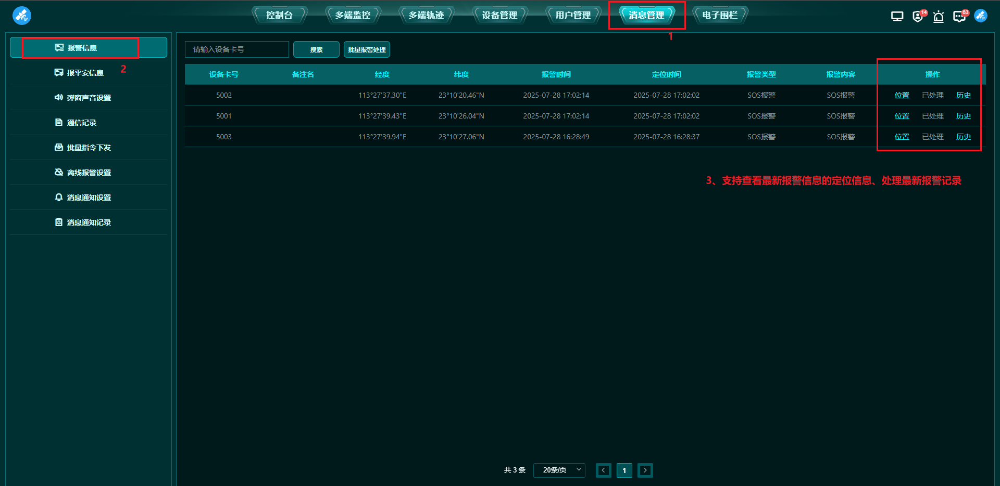 控制台 多端监控 多端轨迹 设备管理 用户管理 消息管理 电子围栏 14 63
1
报警信息
报平安信息 2
弹窗声音设置
通信记录
批量指令下发
离线报警设置
消息通知设置
消息通知记录
请输入设备卡号 搜索 批量报警处理
设备卡号 备注名 经度 纬度 报警时间 定位时间 报警类型 报警内容 操作
5002 113°27'37.30"E 23°10'20.46"N 2025-07-28 17:02:14 2025-07-28 17:02:02 SOS报警 SOS报警 位置 已处理 历史
5001 113°27'39.43"E 23°10'26.04"N 2025-07-28 17:02:14 2025-07-28 17:02:02 SOS报警 SOS报警 位置 已处理 历史
5003 113°27'39.94"E 23°10'27.06"N 2025-07-28 16:28:49 2025-07-28 16:28:37 SOS报警 SOS报警 位置 已处理 历史
3、支持查看最新报警信息的定位信息、处理最新报警记录
共 3 条 20条/页 1